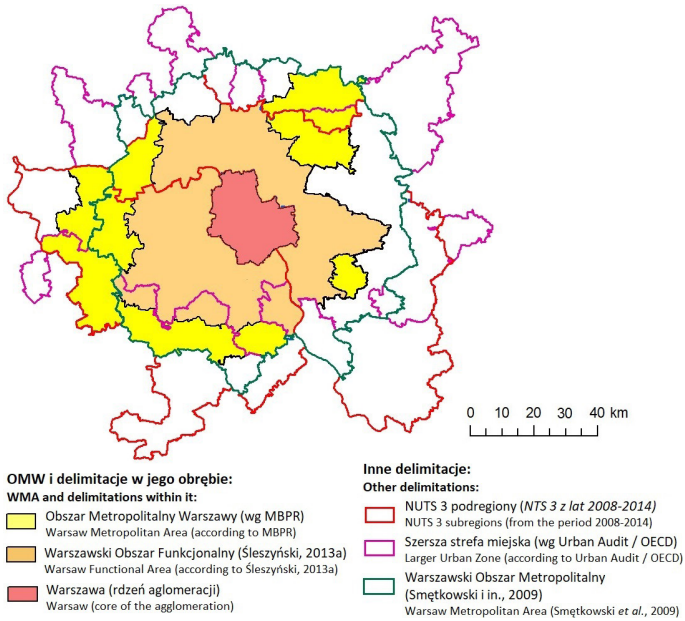 0 10 20 30 40 km
OMW i delimitacje w jego obrębie:
WMA and delimitations within it:
Obszar Metropolitalny Warszawy (wg MBPR)
Warsaw Metropolitan Area (according to MBPR)
Warszawski Obszar Funkcjonalny (Śleszyński, 2013a)
Warsaw Functional Area (according to Śleszyński, 2013a)
Warszawa (rdzeń aglomeracji)
Warsaw (core of the agglomeration)
Inne delimitacje:
Other delimitations:
NUTS 3 podregiony (NTS 3 z lat 2008-2014)
NUTS 3 subregions (from the period 2008-2014)
Szersza strefa miejska (wg Urban Audit / OECD)
Larger Urban Zone (according to Urban Audit / OECD)
Warszawski Obszar Metropolitalny
(Smętkowski i in., 2009)
Warsaw Metropolitan Area (Smętkowski et al., 2009)